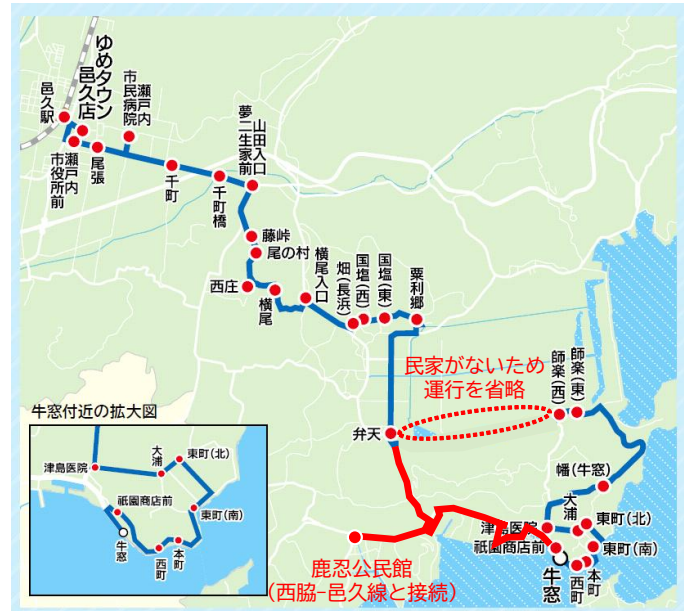 邑久駅
ゆめタウン
邑久店
瀬戸内
市民病院
瀬戸内
市役所前
尾張
千町
千町橋
山田入口
夢二生家前
藤峠
尾の村
西庄
横尾
横尾入口
畑（長浜）
国塩（西）
国塩（東）
粟利郷
民家がないため
運行を省略
師楽（西）
師楽（東）
弁天
幡（牛窓）
大浦
津島医院
東町（北）
祇園商店前
東町（南）
牛窓
西町
本町
鹿忍公民館
（西脇-邑久線と接続）
牛窓付近の拡大図
津島医院
大浦
東町（北）
祇園商店前
牛窓
東町（南）
西町
本町